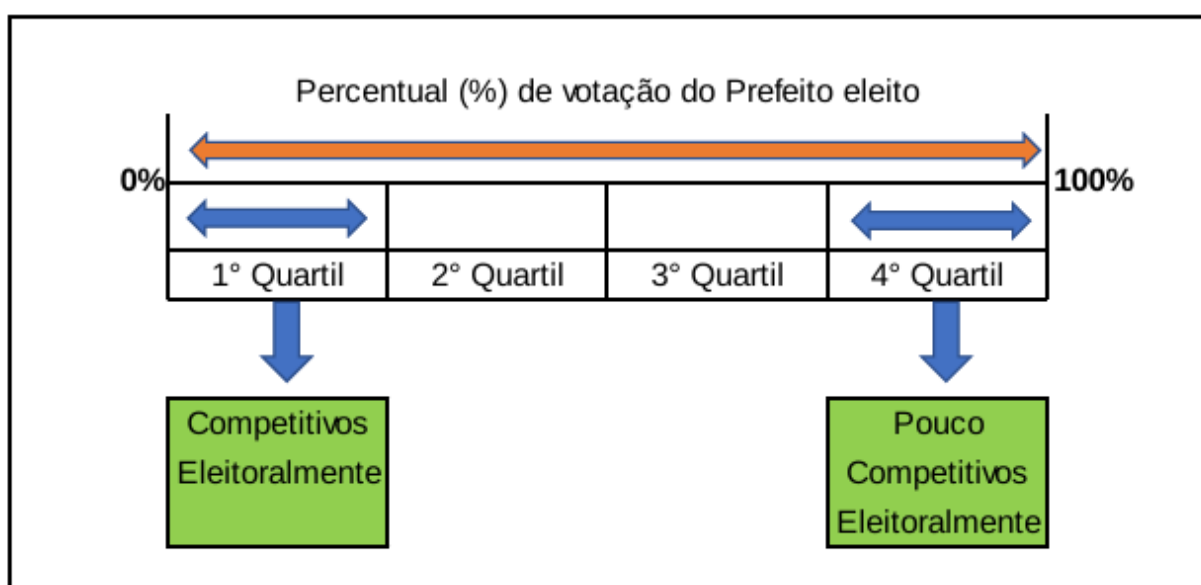 Percentual (%) de votação do Prefeito eleito
0%
100%
1° Quartil
2° Quartil
3° Quartil
4° Quartil
Competitivos
Eleitoralmente
Pouco
Competitivos
Eleitoralmente